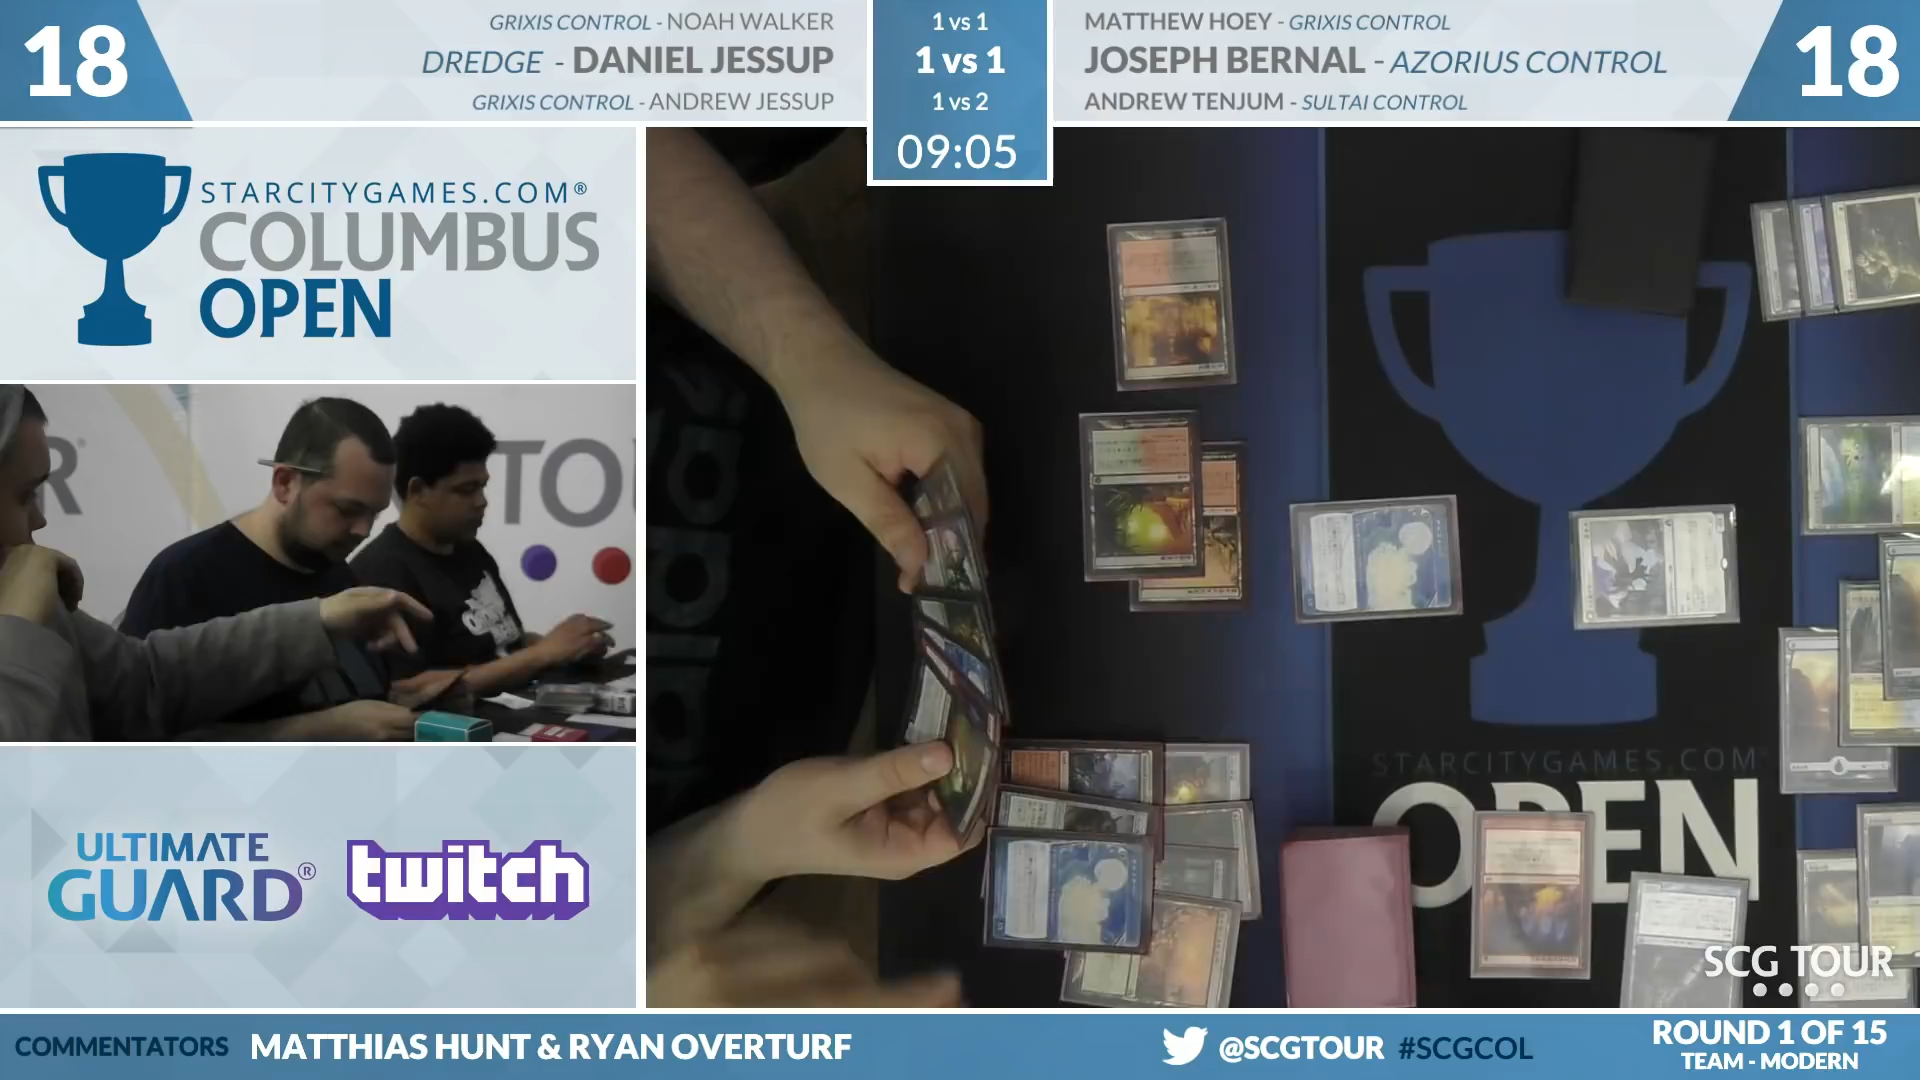 18
GRIXIS CONTROL - NOAH WALKER
DREDGE - DANIEL JESSUP
GRIXIS CONTROL - ANDREW JESSUP
1 vs 1
1 vs 1
1 vs 2
09:05
MATTHEW HOEY - GRIXIS CONTROL
JOSEPH BERNAL - AZORIUS CONTROL
ANDREW TENJUM - SULTAI CONTROL
18
STARCITYGAMES.COM®
COLUMBUS
OPEN
R
TO
adidas
STARCITYGAMES.COM
OPEN
ULTIMATE
GUARD®
twitch
SCG TOUR
COMMENTATORS MATTHIAS HUNT & RYAN OVERTURF
@SCGTOUR #SCGCOL
ROUND 1 OF 15
TEAM - MODERN